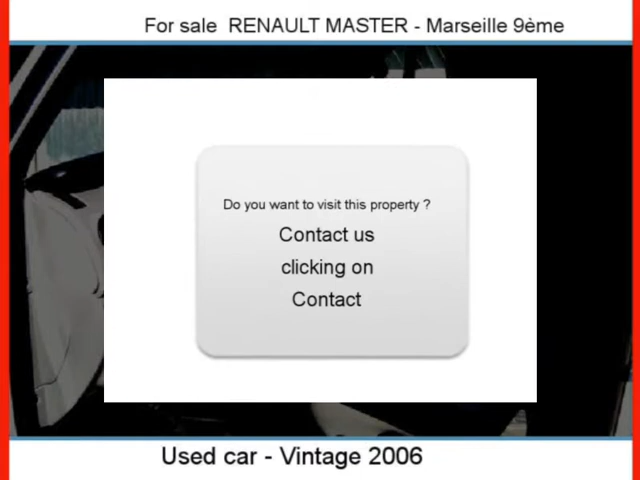 For sale  RENAULT MASTER - Marseille 9ème
Do you want to visit this property ?
Contact us
clicking on
Contact
Used car - Vintage 2006